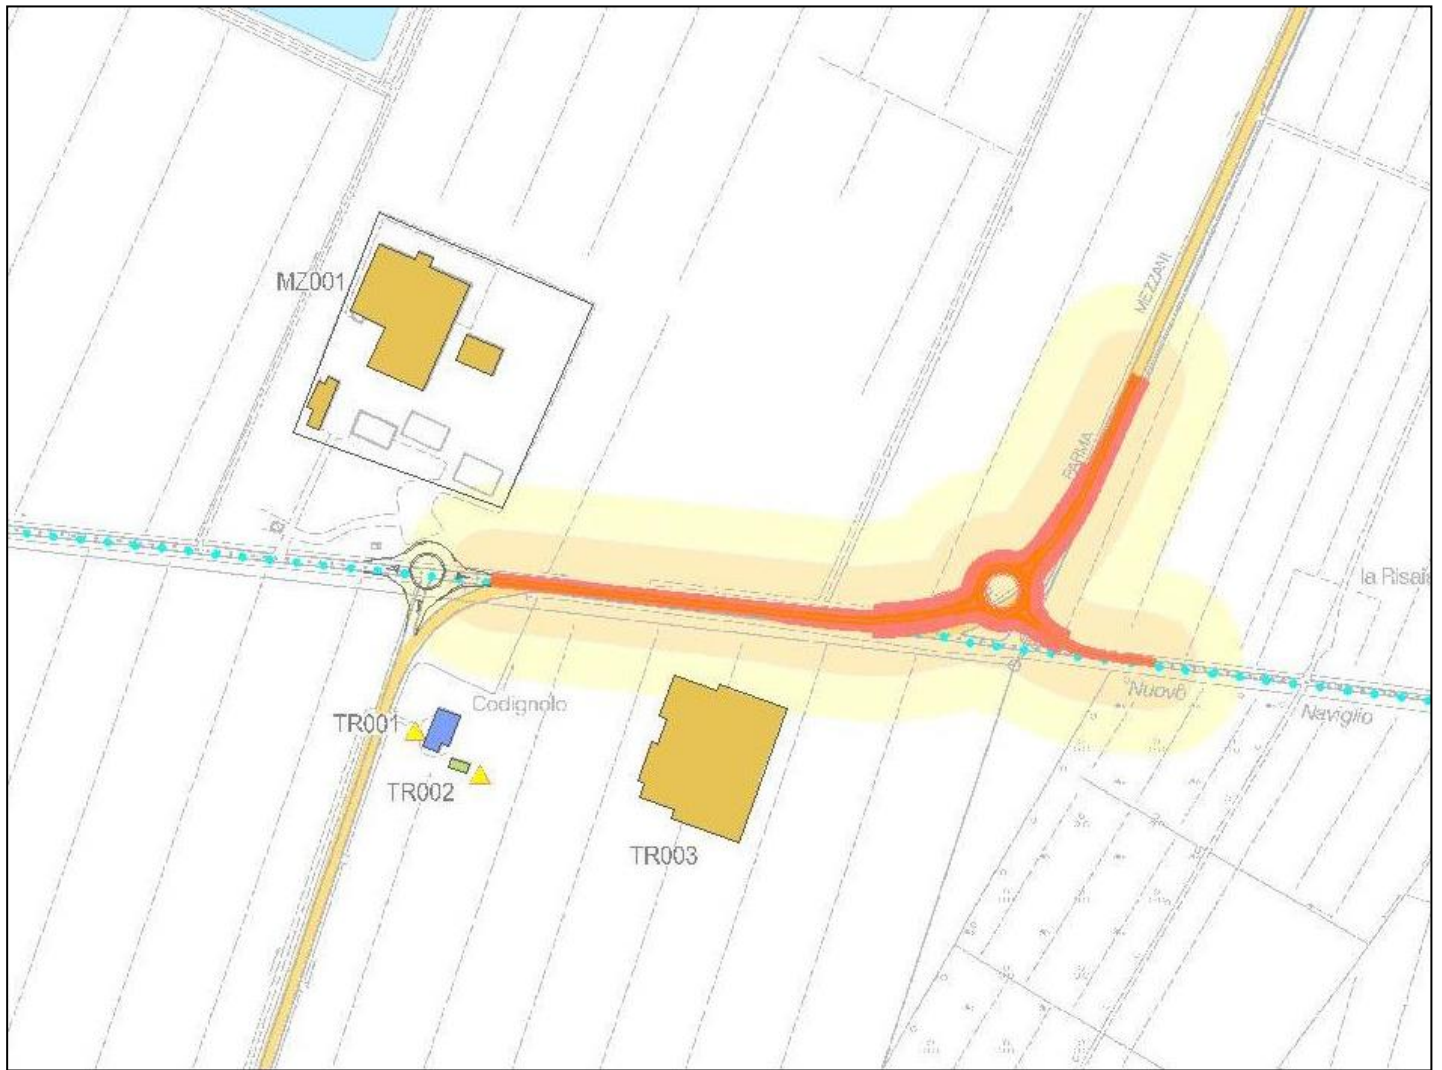 MZ001
MEZZANI
PARMA
la Risaia
Nuovo
Naviglio
Codignolo
TR001
TR002
TR003